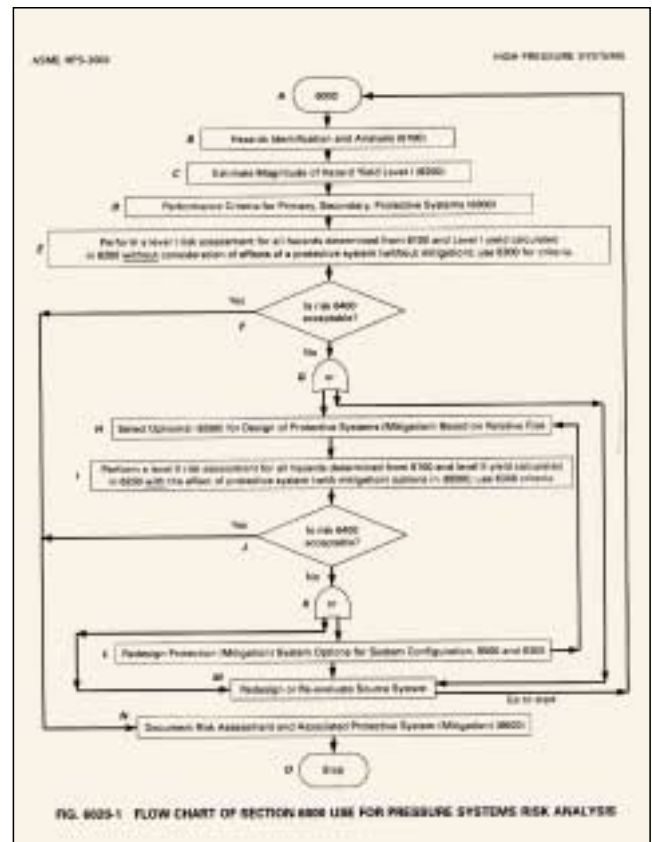 ASME HPS-2003
HIGH PRESSURE SYSTEMS
A
6000
B
Hazards Identification and Analysis (6100)
C
Estimate Magnitude of Hazard Yield Level I (6200)
D
Performance Criteria for Primary, Secondary, Protective Systems (6300)
E
Perform a level I risk assessment for all hazards determined from 6100 and Level I yield calculated
in 6200 without consideration of effects of a protective system (without mitigation), use 6300 for criteria.
Yes
Is risk 6400
acceptable?
F
No
G
or
H
Select Option(s) for Design of Protective Systems (Mitigation) Based on Relative Risk
I
Perform a level II risk assessment for all hazards determined from 6100 and level II yield calculated
in 6200 with the effect of protective system (with mitigation) options in, use 6300 criteria.
Yes
Is risk 6400
acceptable?
J
No
K
or
L
Redesign Protection (Mitigation) System Options for System Configuration, 6500 and 6300
M
Redesign or Re-evaluate Source System
Go to start
N
Document Risk Assessment and Associated Protective System (Mitigation) (6600)
O
Stop
FIG. 6020-1 FLOW CHART OF SECTION 6000 USE FOR PRESSURE SYSTEMS RISK ANALYSIS